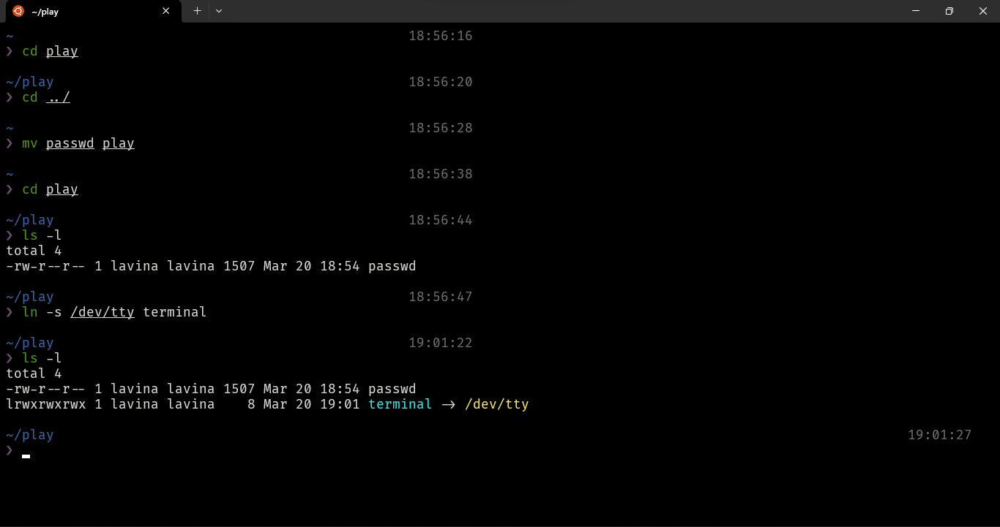 ~/play
~ 18:56:16
❯ cd play
~/play 18:56:20
❯ cd ../
~ 18:56:28
❯ mv passwd play
~ 18:56:38
❯ cd play
~/play 18:56:44
❯ ls -l
total 4
-rw-r--r-- 1 lavina lavina 1507 Mar 20 18:54 passwd
~/play 18:56:47
❯ ln -s /dev/tty terminal
~/play 19:01:22
❯ ls -l
total 4
-rw-r--r-- 1 lavina lavina 1507 Mar 20 18:54 passwd
lrwxrwxrwx 1 lavina lavina    8 Mar 20 19:01 terminal -> /dev/tty
~/play 19:01:27
❯